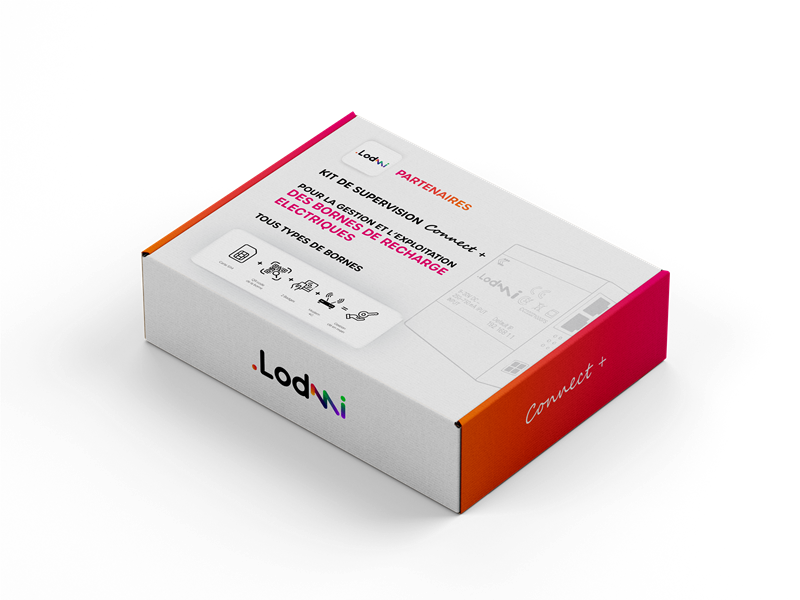 .Lodmi
PARTENAIRES
KIT DE SUPERVISION Connect +
POUR LA GESTION ET L'EXPLOITATION
DES BORNES DE RECHARGE
ELECTRIQUES
TOUS TYPES DE BORNES
.Lodmi
CE
.Lodmi
Connect +